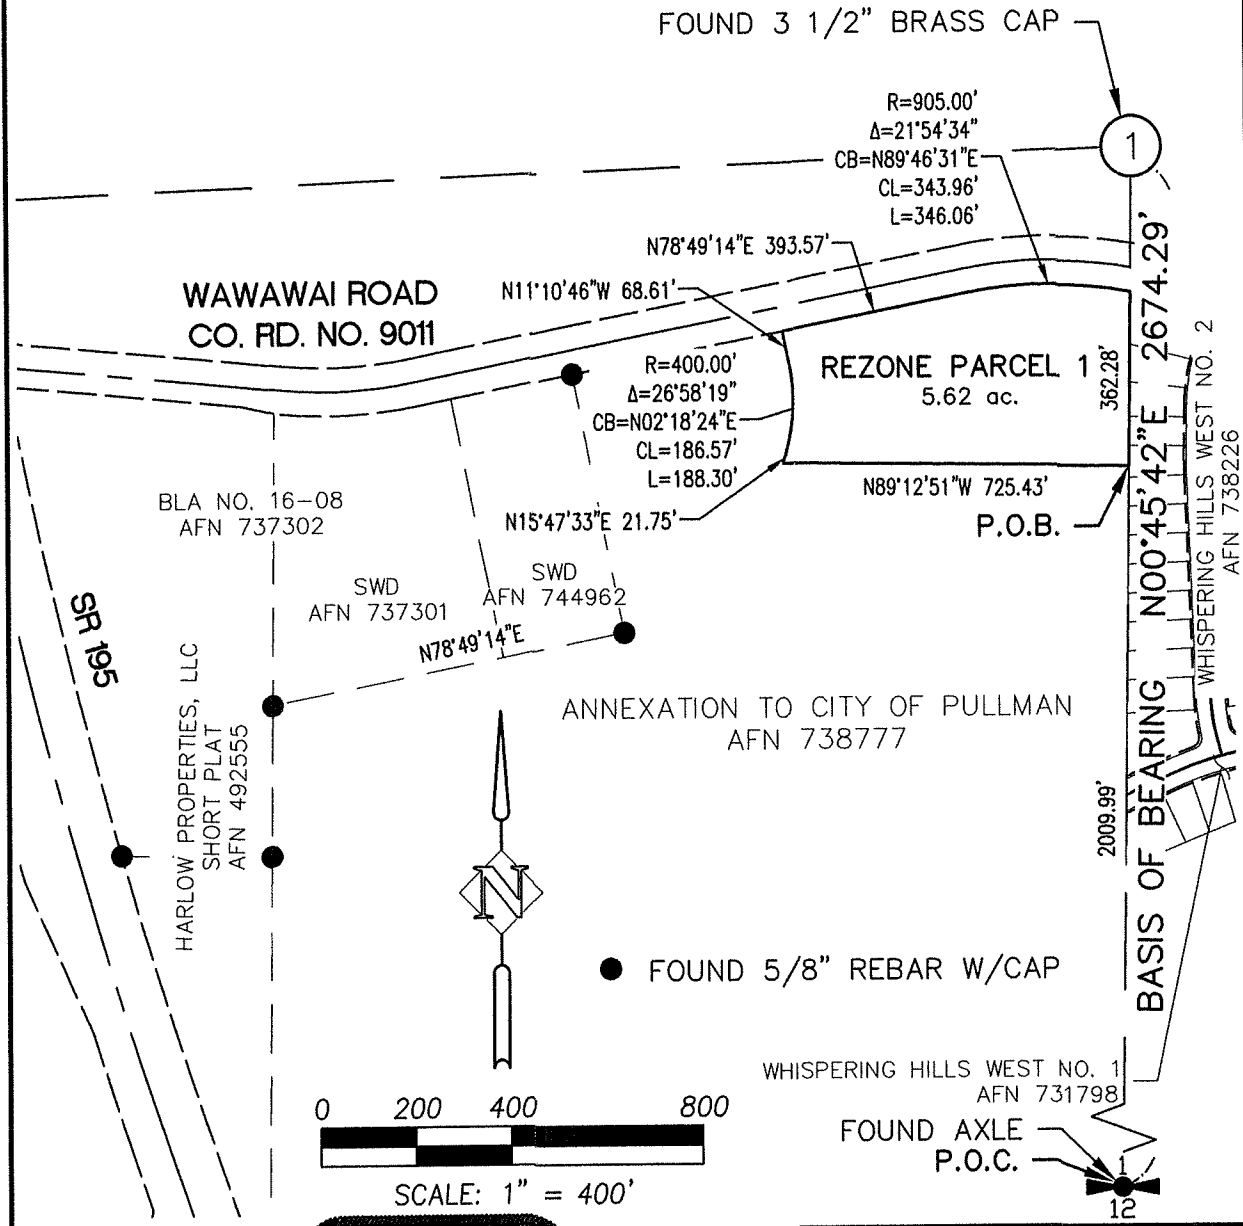 FOUND 3 1/2" BRASS CAP
R=905.00'
Δ=21°54'34"
CB=N89°46'31"E
CL=343.96'
L=346.06'
1
N78°49'14"E 393.57'
N11°10'46"W 68.61'
WAWAWAI ROAD
CO. RD. NO. 9011
R=400.00'
Δ=26°58'19"
CB=N02°18'24"E
CL=186.57'
L=188.30'
N15°47'33"E 21.75'
REZONE PARCEL 1
5.62 ac.
362.28'
N89°12'51"W 725.43'
P.O.B.
BASIS OF BEARING N00°45'42"E 2674.29'
WHISPERING HILLS WEST NO. 2
AFN 738226
BLA NO. 16-08
AFN 737302
SWD
AFN 737301
SWD
AFN 744962
N78°49'14"E
SR 195
HARLOW PROPERTIES, LLC
SHORT PLAT
AFN 492555
ANNEXATION TO CITY OF PULLMAN
AFN 738777
2009.99'
N
FOUND 5/8" REBAR W/CAP
WHISPERING HILLS WEST NO. 1
AFN 731798
0 200 400 800
SCALE: 1" = 400'
FOUND AXLE
P.O.C.
1
12